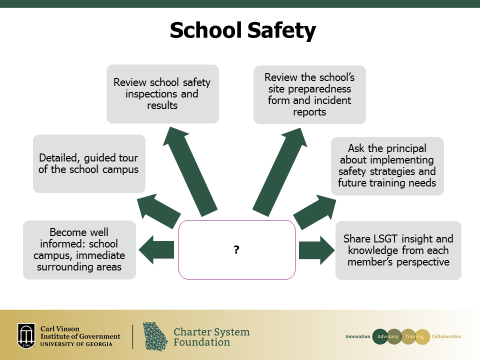 School Safety
Review school safety
inspections and
results
Review the school's
site preparedness
form and incident
reports
Detailed, guided tour
of the school campus
Ask the principal
about implementing
safety strategies and
future training needs
Become well
informed: school
campus, immediate
surrounding areas
?
Share LSGT insight and
knowledge from each
member's perspective
Carl Vinson
Institute of Government
UNIVERSITY OF GEORGIA
Charter System
Foundation
Innovation Advocacy Training Collaboration